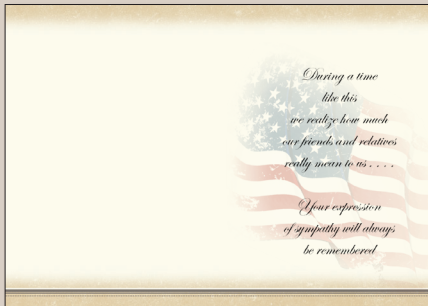 During a time
like this
we realize how much
our friends and relatives
really mean to us . . . .
Your expression
of sympathy will always
be remembered